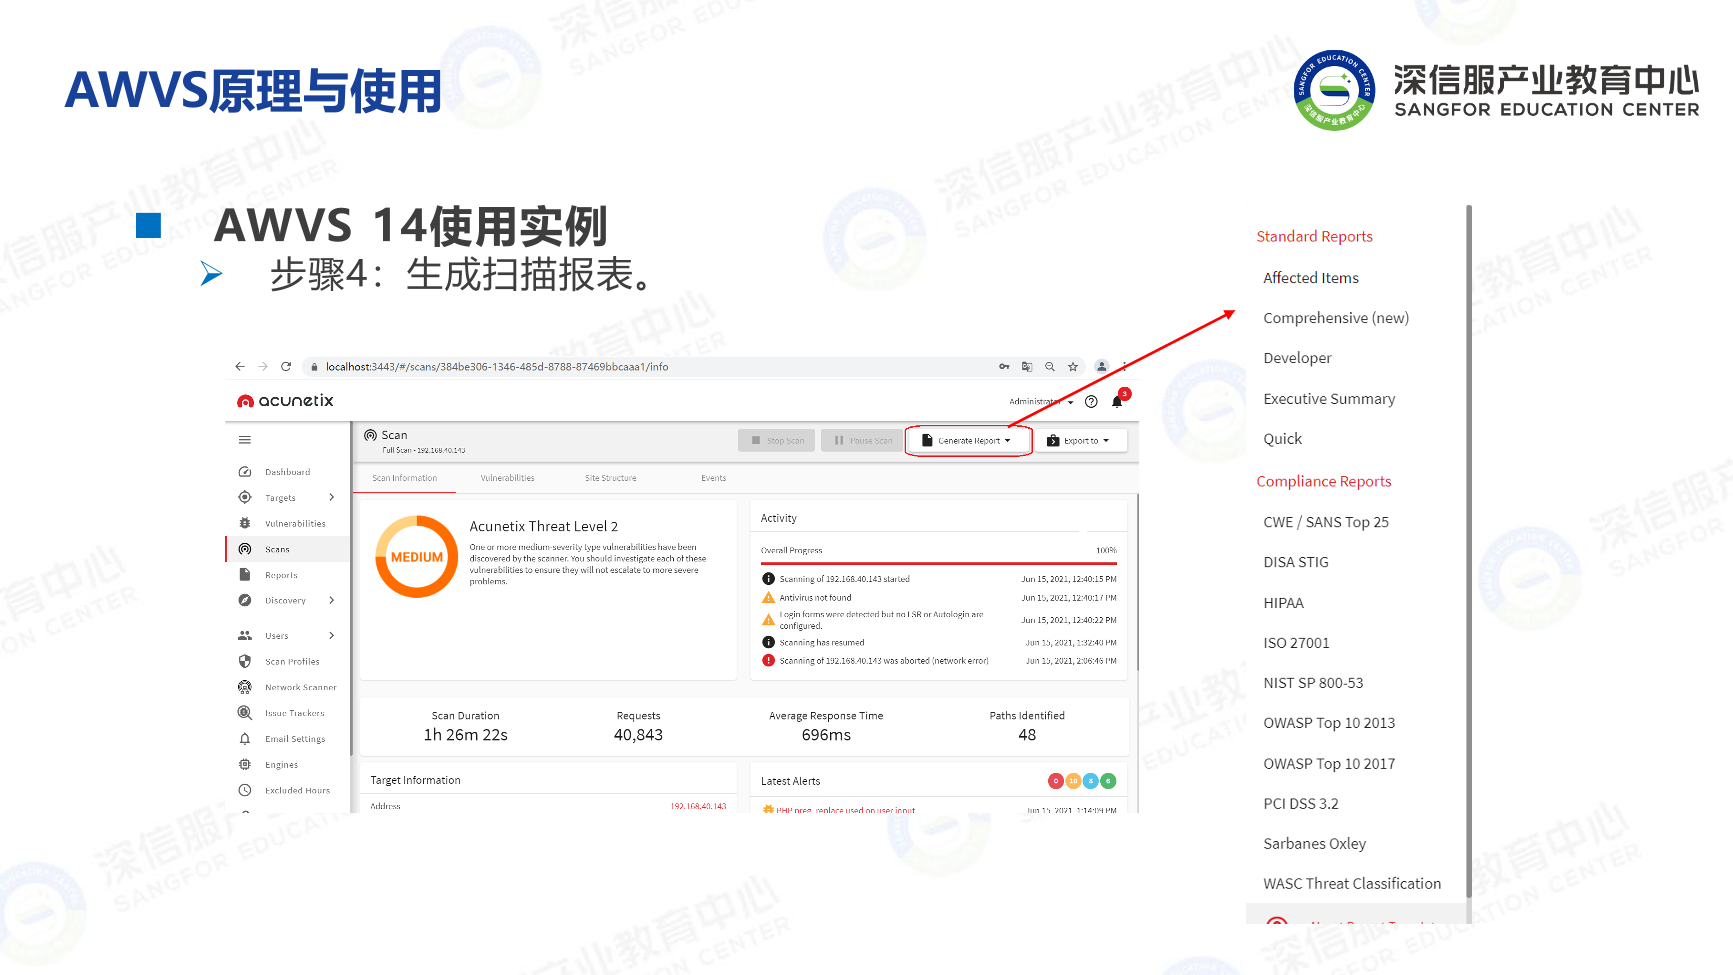 AWVS原理与使用
SANGFOR EDUCATION CENTER
深信服产业教育中心
深信服产业教育中心
SANGFOR EDUCATION CENTER
AWVS 14使用实例
步骤4：生成扫描报表。
localhost:3443/#/scans/384be306-1346-485d-8788-87469bbcaaa1/info
acunetix
Administrator
3
Scan
Full Scan - 192.168.40.143
Stop Scan
Pause Scan
Generate Report
Export to
Dashboard
Targets
Vulnerabilities
Scans
Reports
Discovery
Users
Scan Profiles
Network Scanner
Issue Trackers
Email Settings
Engines
Excluded Hours
Scan Information
Vulnerabilities
Site Structure
Events
MEDIUM
Acunetix Threat Level 2
One or more medium-severity type vulnerabilities have been
discovered by the scanner. You should investigate each of these
vulnerabilities to ensure they will not escalate to more severe
problems.
Activity
Overall Progress
100%
Scanning of 192.168.40.143 started
Jun 15, 2021, 12:40:15 PM
Antivirus not found
Jun 15, 2021, 12:40:17 PM
Login forms were detected but no LSR or Autologin are
configured.
Jun 15, 2021, 12:40:22 PM
Scanning has resumed
Jun 15, 2021, 1:32:40 PM
Scanning of 192.168.40.143 was aborted (network error)
Jun 15, 2021, 2:06:46 PM
Scan Duration
1h 26m 22s
Requests
40,843
Average Response Time
696ms
Paths Identified
48
Target Information
Address
192.168.40.143
Latest Alerts
0 10 8 6
PHP preg_replace used on user input
Jun 15, 2021, 1:14:09 PM
Standard Reports
Affected Items
Comprehensive (new)
Developer
Executive Summary
Quick
Compliance Reports
CWE / SANS Top 25
DISA STIG
HIPAA
ISO 27001
NIST SP 800-53
OWASP Top 10 2013
OWASP Top 10 2017
PCI DSS 3.2
Sarbanes Oxley
WASC Threat Classification